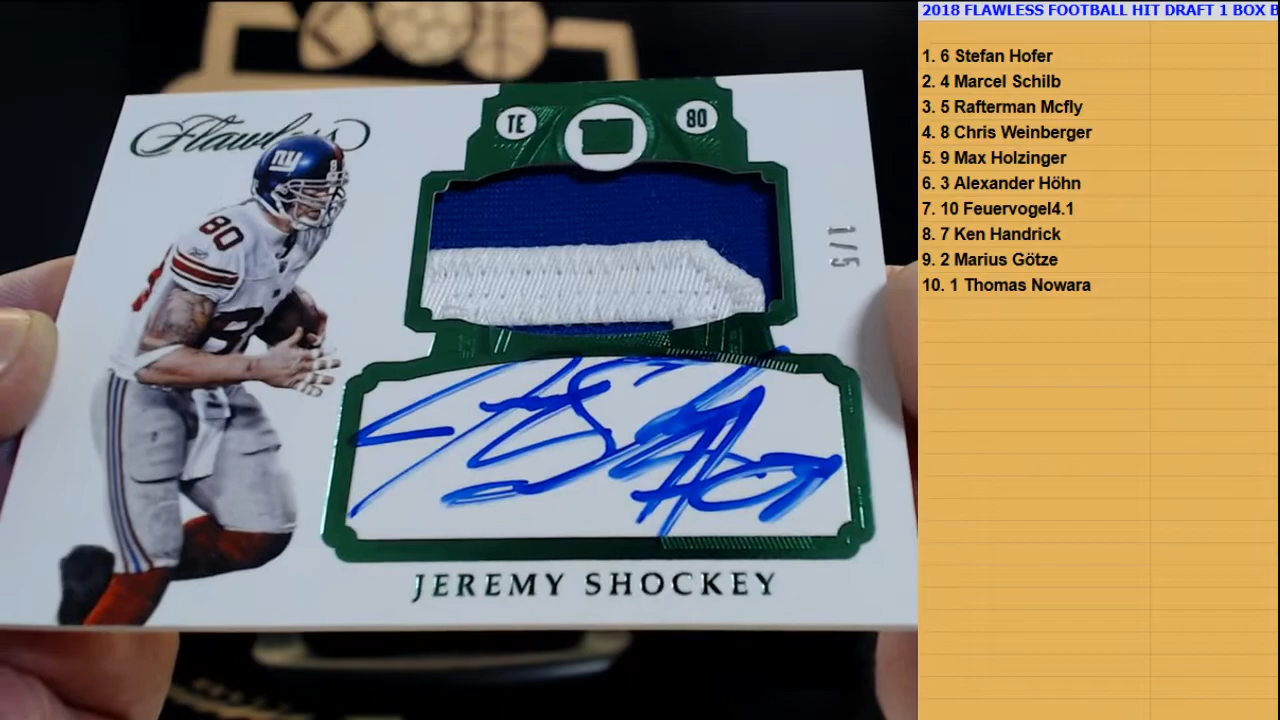 2018 FLAWLESS FOOTBALL HIT DRAFT 1 BOX B
1. 6 Stefan Hofer
2. 4 Marcel Schilb
3. 5 Rafterman Mcfly
4. 8 Chris Weinberger
5. 9 Max Holzinger
6. 3 Alexander Höhn
7. 10 Feuervogel4.1
8. 7 Ken Handrick
9. 2 Marius Götze
10. 1 Thomas Nowara
Flawless
TE
80
ny
80
1/5
JEREMY SHOCKEY